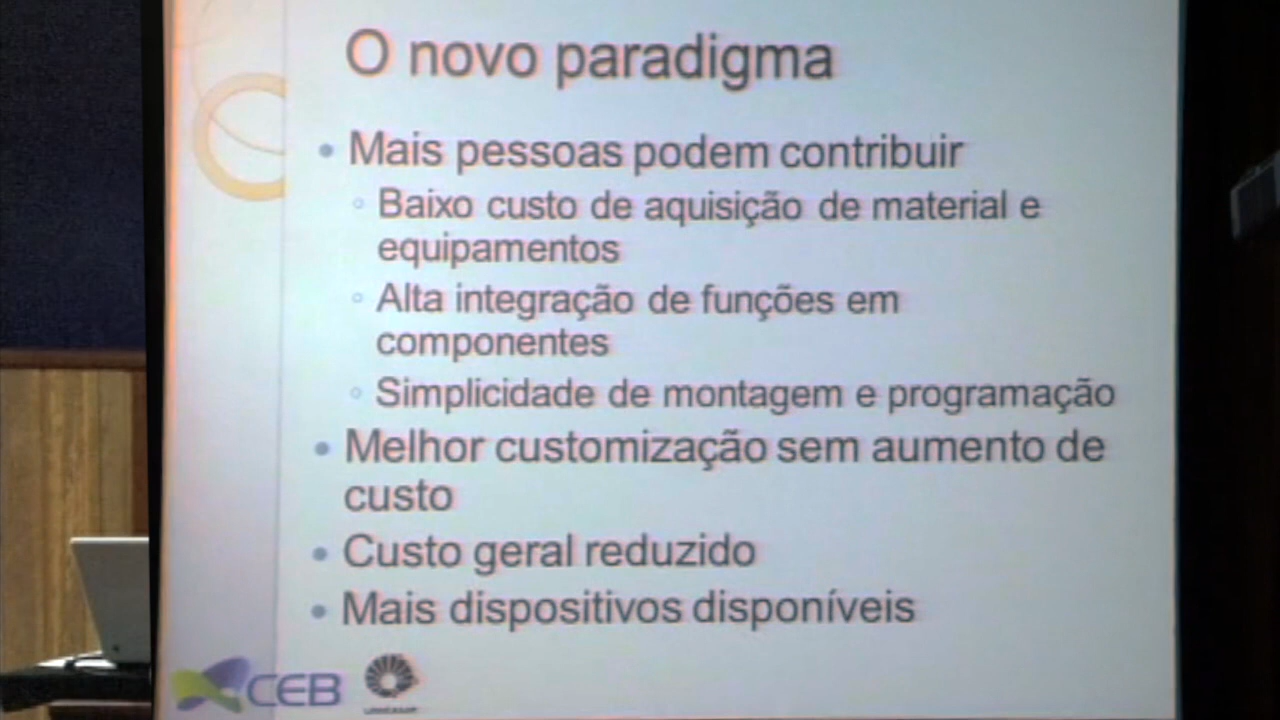 O novo paradigma
Mais pessoas podem contribuir
Baixo custo de aquisição de material e
equipamentos
Alta integração de funções em
componentes
Simplicidade de montagem e programação
Melhor customização sem aumento de
custo
Custo geral reduzido
Mais dispositivos disponíveis
CEB